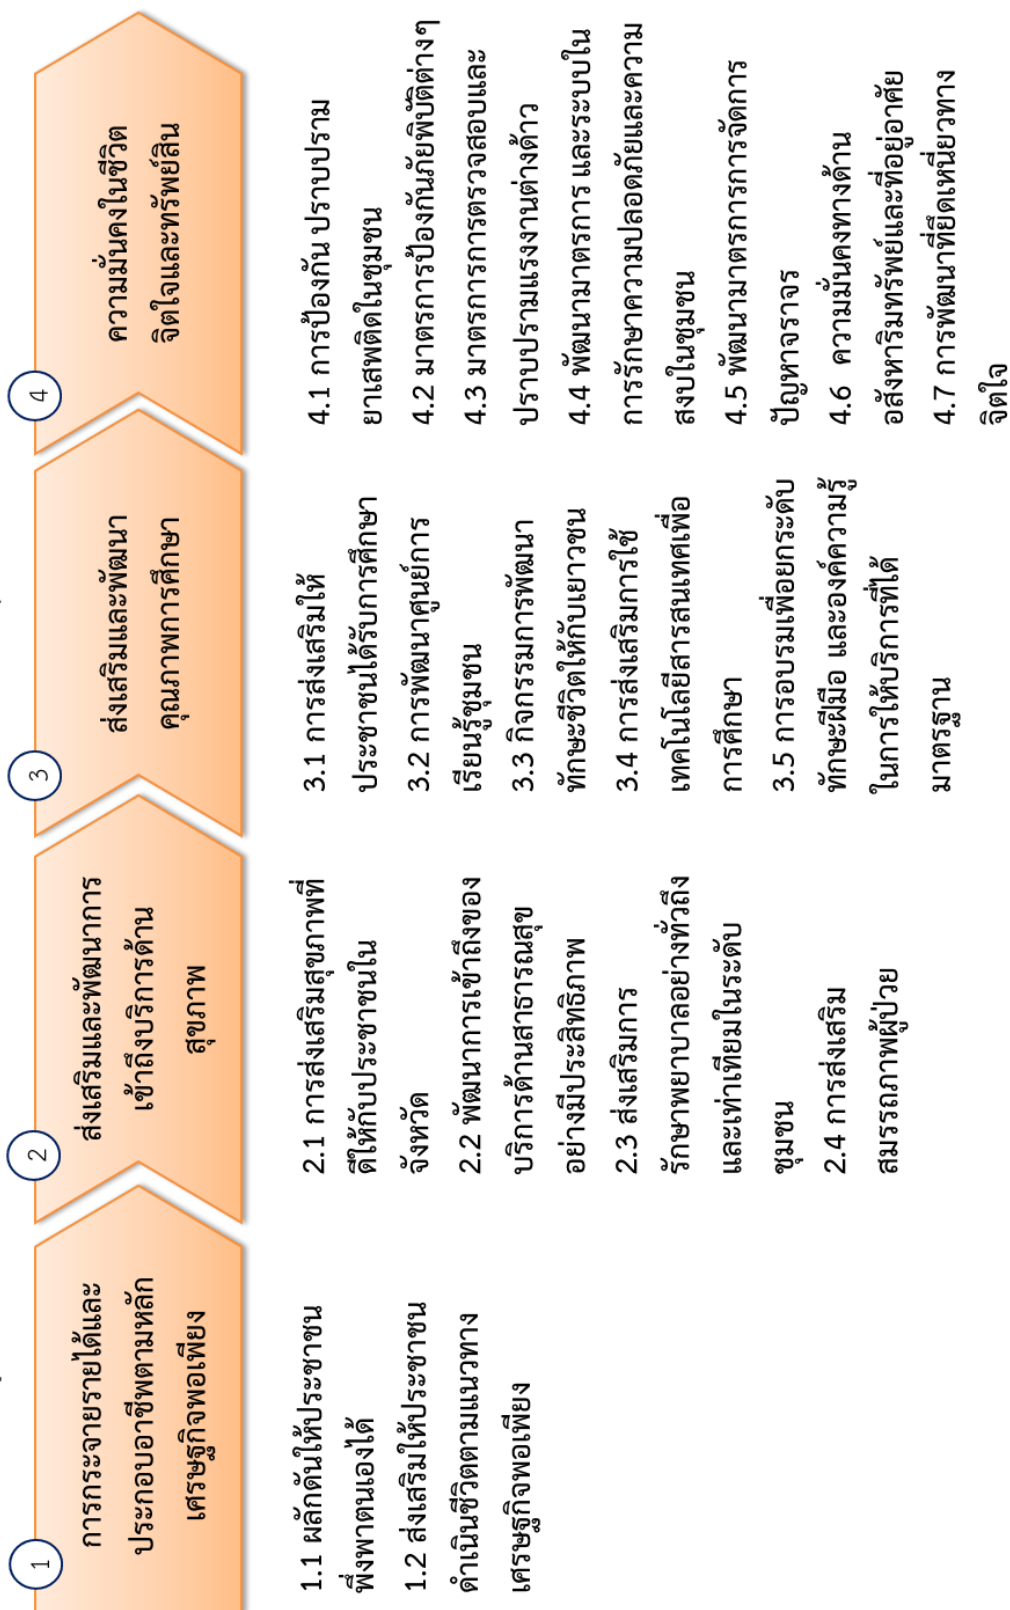 1
การกระจายรายได้และ
ประกอบอาชีพตามหลัก
เศรษฐกิจพอเพียง
1.1 ผลักดันให้ประชาชน
พึ่งพาตนเองได้
1.2 ส่งเสริมให้ประชาชน
ดำเนินชีวิตตามแนวทาง
เศรษฐกิจพอเพียง
2
ส่งเสริมและพัฒนาการ
เข้าถึงบริการด้าน
สุขภาพ
2.1 การส่งเสริมสุขภาพที่
ดีให้กับประชาชนใน
จังหวัด
2.2 พัฒนาการเข้าถึงของ
บริการด้านสาธารณสุข
อย่างมีประสิทธิภาพ
2.3 ส่งเสริมการ
รักษาพยาบาลอย่างทั่วถึง
และเท่าเทียมในระดับ
ชุมชน
2.4 การส่งเสริม
สมรรถภาพผู้ป่วย
3
ส่งเสริมและพัฒนา
คุณภาพการศึกษา
3.1 การส่งเสริมให้
ประชาชนได้รับการศึกษา
3.2 การพัฒนาศูนย์การ
เรียนรู้ชุมชน
3.3 กิจกรรมการพัฒนา
ทักษะชีวิตให้กับเยาวชน
3.4 การส่งเสริมการใช้
เทคโนโลยีสารสนเทศเพื่อ
การศึกษา
3.5 การอบรมเพื่อยกระดับ
ทักษะฝีมือ และองค์ความรู้
ในการให้บริการที่ได้
มาตรฐาน
4
ความมั่นคงในชีวิต
จิตใจและทรัพย์สิน
4.1 การป้องกัน ปราบปราม
ยาเสพติดในชุมชน
4.2 มาตรการป้องกันภัยพิบัติต่างๆ
4.3 มาตรการการตรวจสอบและ
ปราบปรามแรงงานต่างด้าว
4.4 พัฒนามาตรการ และระบบใน
การรักษาความปลอดภัยและความ
สงบในชุมชน
4.5 พัฒนามาตรการการจัดการ
ปัญหาจราจร
4.6 ความมั่นคงทางด้าน
อสังหาริมทรัพย์และที่อยู่อาศัย
4.7 การพัฒนาที่ยึดเหนี่ยวทาง
จิตใจ